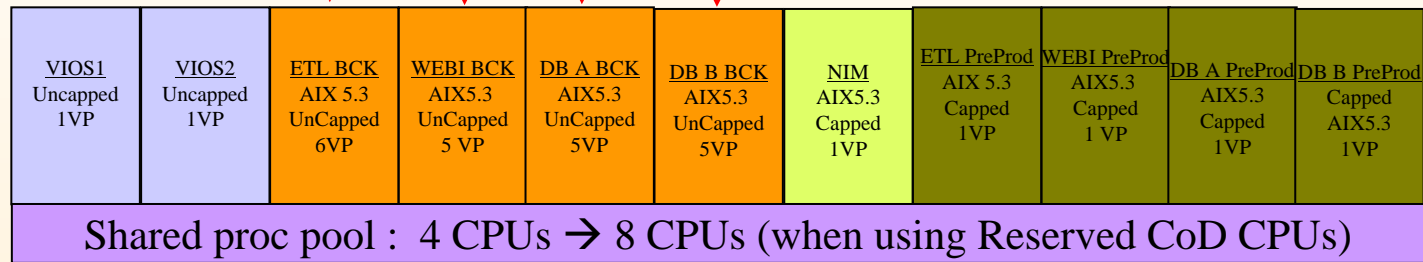 VIOS1
Uncapped
1VP
VIOS2
Uncapped
1VP
ETL BCK
AIX 5.3
UnCapped
6VP
WEBI BCK
AIX5.3
UnCapped
5 VP
DB A BCK
AIX5.3
UnCapped
5VP
DB B BCK
AIX5.3
UnCapped
5VP
NIM
AIX5.3
Capped
1VP
ETL PreProd
AIX 5.3
Capped
1VP
WEBI PreProd
AIX5.3
Capped
1 VP
DB A PreProd
AIX5.3
Capped
1VP
DB B PreProd
Capped
AIX5.3
1VP
Shared proc pool : 4 CPUs → 8 CPUs (when using Reserved CoD CPUs)